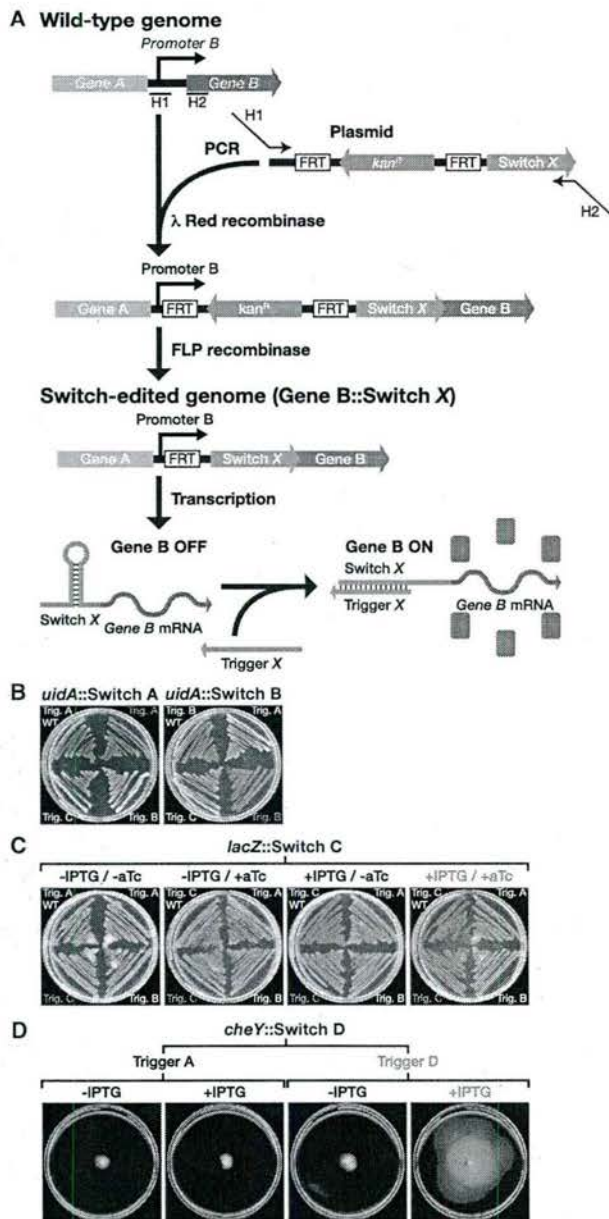 A Wild-type genome
Promoter B
Gene A
Gene B
H1
H2
H1
Plasmid
PCR
FRT
kanR
FRT
Switch X
H2
λ Red recombinase
Promoter B
Gene A
FRT
kanR
FRT
Switch X
Gene B
FLP recombinase
Switch-edited genome (Gene B::Switch X)
Promoter B
Gene A
FRT
Switch X
Gene B
Transcription
Gene B OFF
Gene B ON
Switch X
Trigger X
Gene B mRNA
Switch X
Gene B mRNA
Trigger X
B
uidA::Switch A
uidA::Switch B
Trig. A
WT
Trig. A
Trig. C
Trig. B
Trig. B
WT
Trig. A
Trig. C
Trig. B
C
lacZ::Switch C
-IPTG / -aTc
-IPTG / +aTc
+IPTG / -aTc
+IPTG / +aTc
Trig. C
WT
Trig. A
Trig. C
Trig. B
Trig. C
WT
Trig. A
Trig. C
Trig. B
Trig. C
WT
Trig. A
Trig. C
Trig. B
Trig. C
WT
Trig. A
Trig. C
Trig. B
D
cheY::Switch D
Trigger A
Trigger D
-IPTG
+IPTG
-IPTG
+IPTG